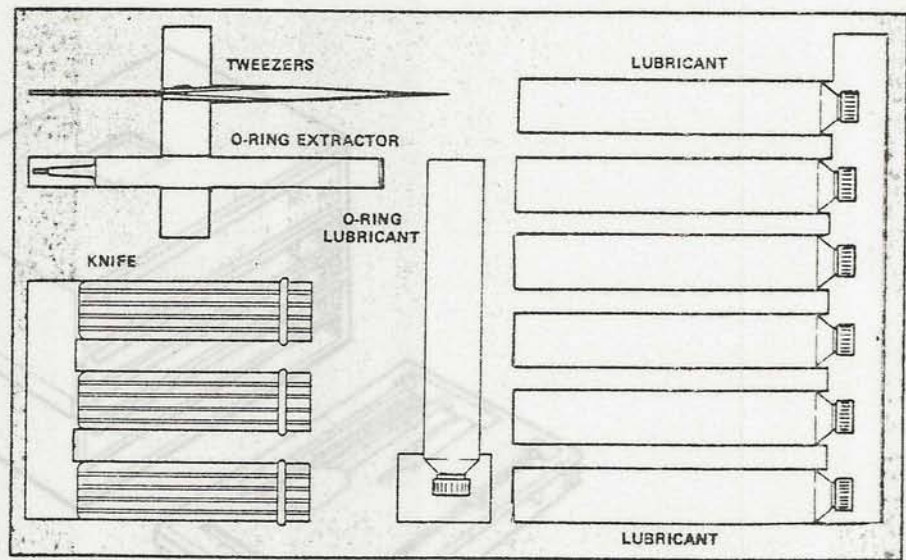 TWEEZERS
LUBRICANT
O-RING EXTRACTOR
O-RING
LUBRICANT
KNIFE
LUBRICANT